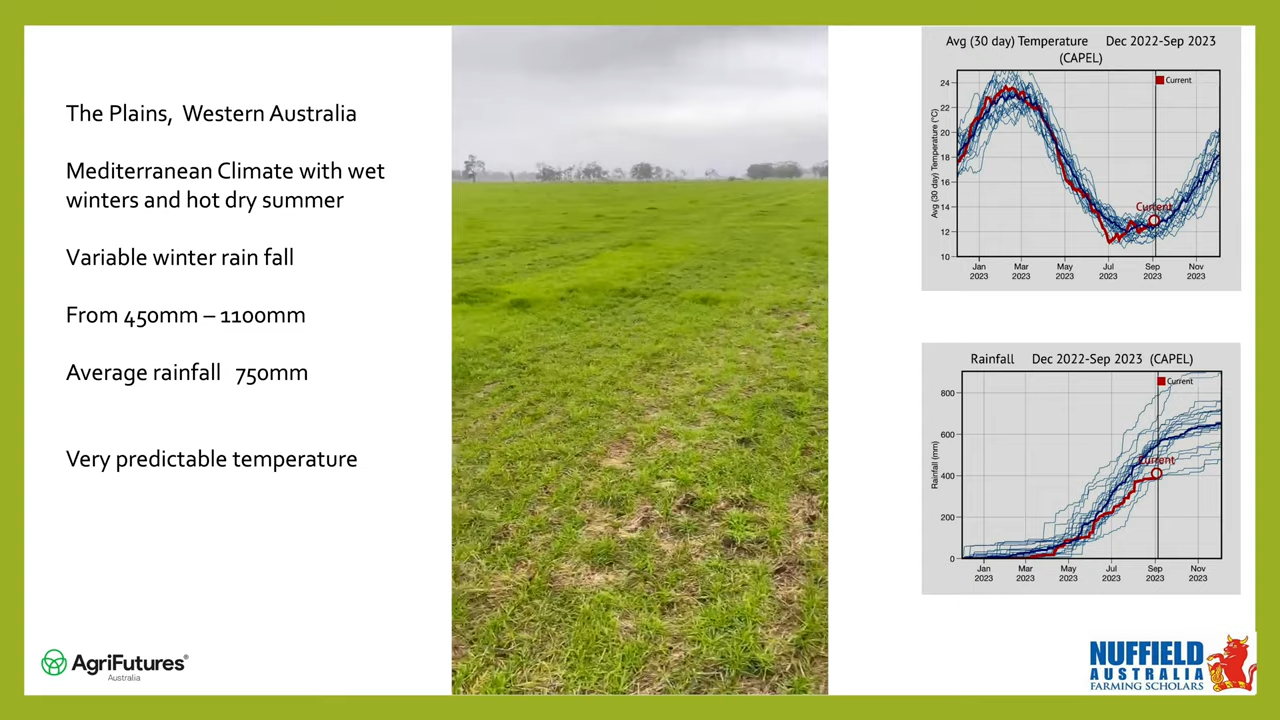 The Plains, Western Australia
Mediterranean Climate with wet
winters and hot dry summer
Variable winter rain fall
From 450mm – 1100mm
Average rainfall 750mm
Very predictable temperature
AgriFutures®
Australia
Avg (30 day) Temperature Dec 2022-Sep 2023
(CAPEL)
Current
Avg (30 day) Temperature (°C)
24
22
20
18
16
14
12
10
Current
Jan Mar May Jul Sep Nov
2023 2023 2023 2023 2023 2023
Rainfall Dec 2022-Sep 2023 (CAPEL)
Current
Rainfall (mm)
800
600
400
200
0
Current
Jan Mar May Jul Sep Nov
2023 2023 2023 2023 2023 2023
NUFFIELD
AUSTRALIA
FARMING SCHOLARS